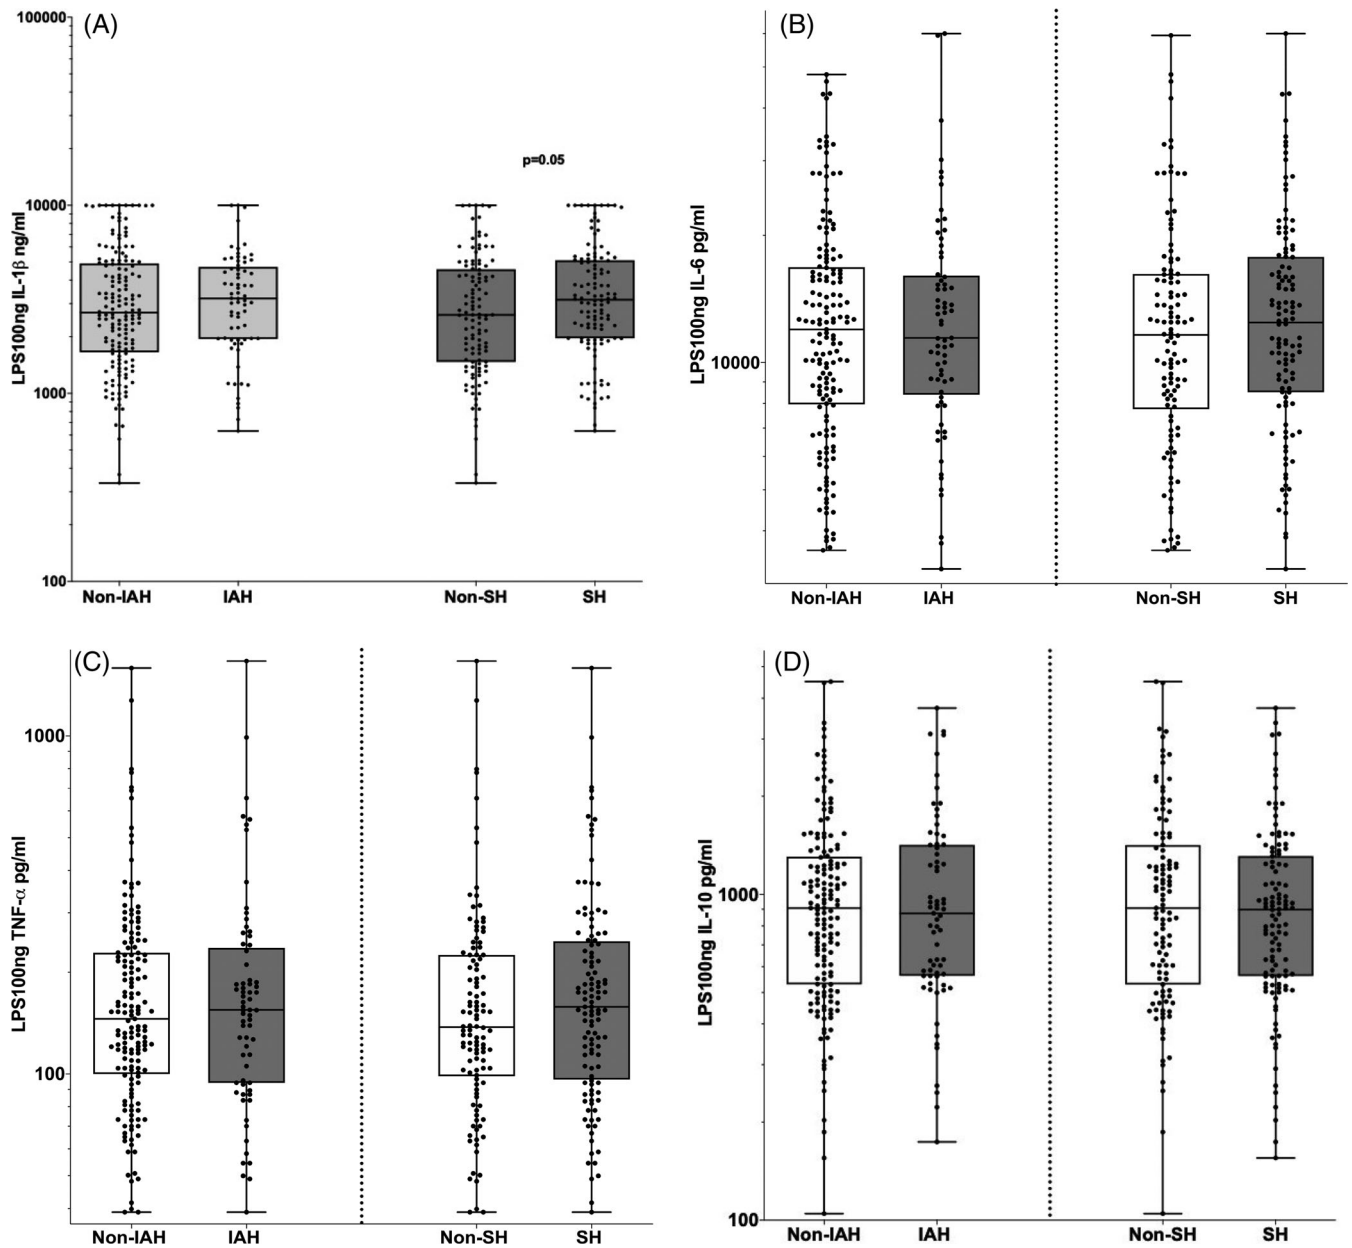 (A)
LPS100ng IL-1β ng/ml
100000
10000
1000
100
p=0.05
Non-IAH IAH Non-SH SH
(B)
LPS100ng IL-6 pg/ml
10000
Non-IAH IAH Non-SH SH
(C)
LPS100ng TNF-α pg/ml
1000
100
Non-IAH IAH Non-SH SH
(D)
LPS100ng IL-10 pg/ml
1000
100
Non-IAH IAH Non-SH SH